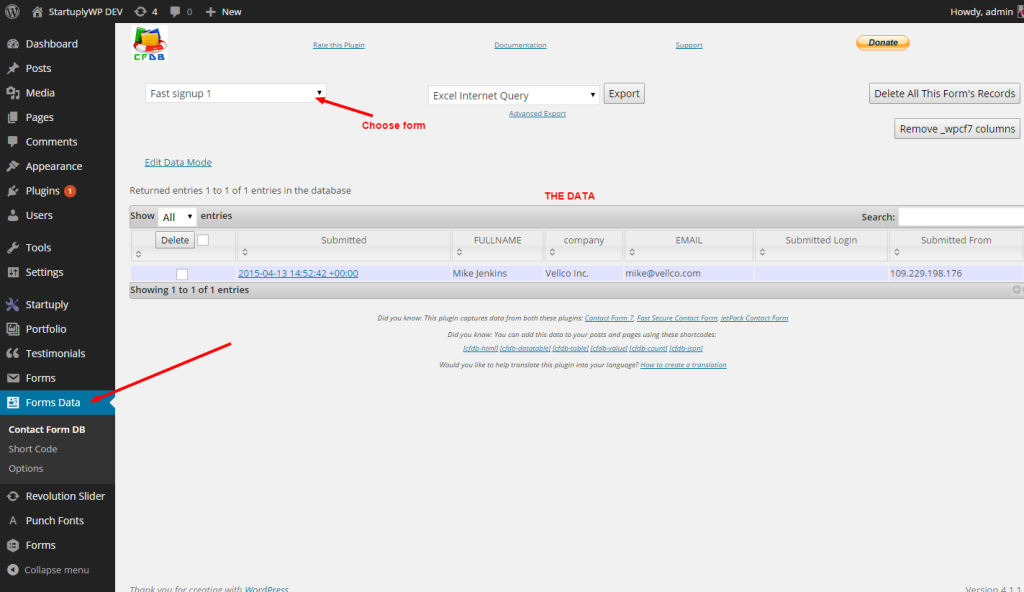 StartuplyWP DEV 4 0 New Howdy, admin
Dashboard
Posts
Media
Pages
Comments
Appearance
Plugins 1
Users
Tools
Settings
Startuply
Portfolio
Testimonials
Forms
Forms Data
Contact Form DB
Short Code
Options
Revolution Slider
Punch Fonts
Forms
Collapse menu
CFDB
Rate this Plugin Documentation Support Donate
Fast signup 1 Excel Internet Query Export Delete All This Form's Records
Advanced Export
Choose form
Remove _wpcf7 columns
Edit Data Mode
Returned entries 1 to 1 of 1 entries in the database
THE DATA
Show All entries Search:
Delete Submitted FULLNAME company EMAIL Submitted Login Submitted From
2015-04-13 14:52:42 +00:00 Mike Jenkins Vellco Inc. mike@vellco.com 109.229.198.176
Showing 1 to 1 of 1 entries
Did you know: This plugin captures data from both these plugins: Contact Form 7, Fast Secure Contact Form, JetPack Contact Form
Did you know: You can add this data to your posts and pages using these shortcodes:
[cfdb-html] [cfdb-datatable] [cfdb-table] [cfdb-value] [cfdb-count] [cfdb-json]
Would you like to help translate this plugin into your language? How to create a translation
Thank you for creating with WordPress Version 4.1.1